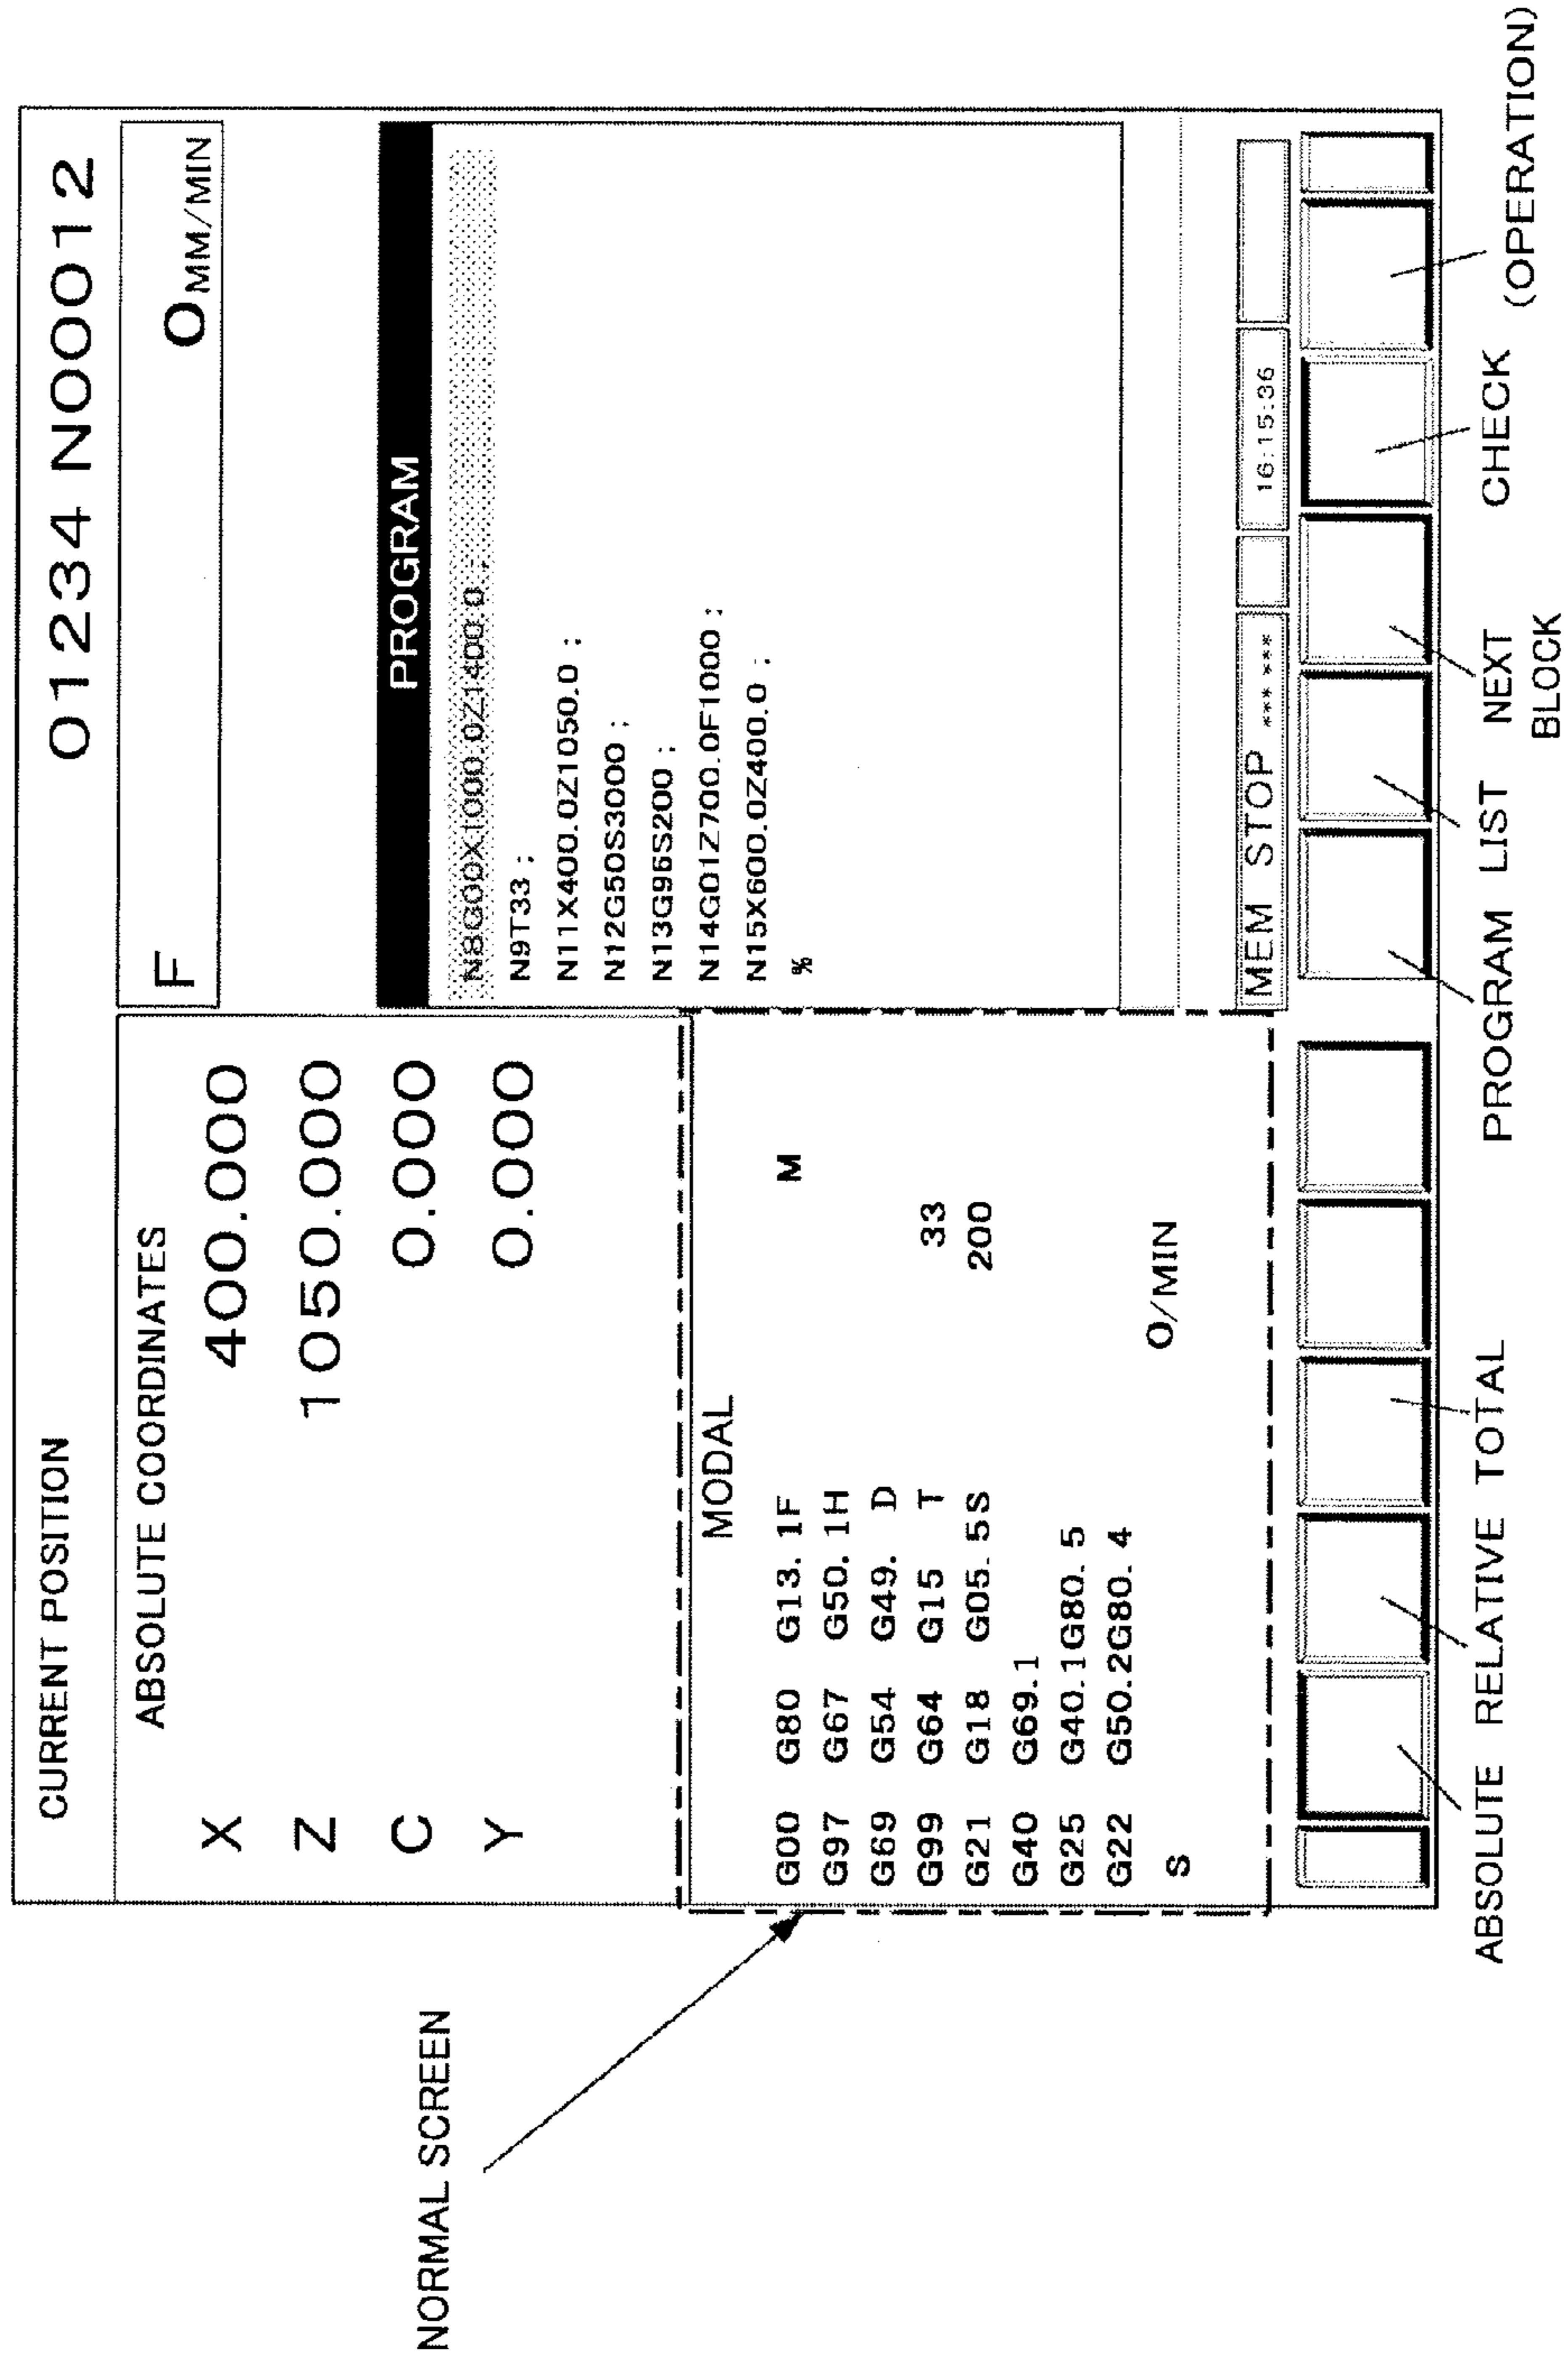 CURRENT POSITION
01234 N00012
ABSOLUTE COORDINATES
X 400.000
Z 1050.000
C 0.000
Y 0.000
F 0 MM/MIN
PROGRAM
N8G00X1000.0Z1400.0 ;
N9T33 ;
N11X400.0Z1050.0 ;
N12G50S3000 ;
N13G96S200 ;
N14G01Z700.0F1000 ;
N15X600.0Z400.0 ;
%
NORMAL SCREEN
MODAL
G00 G80 G13. 1F M
G97 G67 G50. 1H
G69 G54 G49. D
G99 G64 G15 T 33
G21 G18 G05. 5S 200
G40 G69.1
G25 G40.1G80. 5
G22 G50.2G80. 4
S 0/MIN
MEM STOP *** ***
16:15:36
ABSOLUTE RELATIVE TOTAL PROGRAM LIST NEXT BLOCK CHECK (OPERATION)